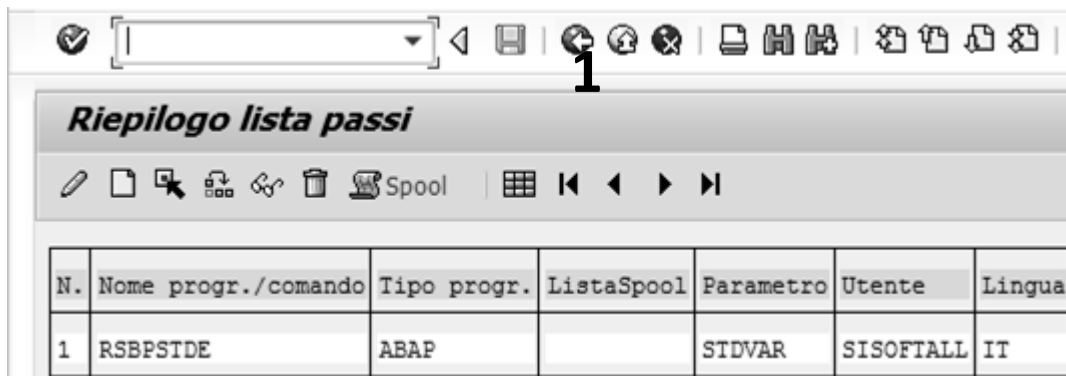 1
Riepilogo lista passi
Spool
N. Nome progr./comando Tipo progr. ListaSpool Parametro Utente Lingua
1 RSBPSTDE ABAP STDVAR SISOFTALL IT